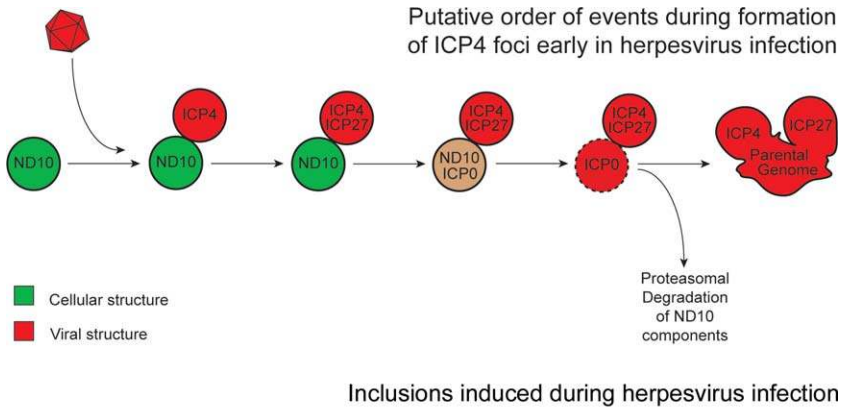 Putative order of events during formation
of ICP4 foci early in herpesvirus infection
ND10
ICP4
ND10
ICP4
ICP27
ND10
ICP4
ICP27
ND10
ICP0
ICP4
ICP27
ICP0
ICP4
ICP27
Parental
Genome
Proteasomal
Degradation
of ND10
components
Cellular structure
Viral structure
Inclusions induced during herpesvirus infection